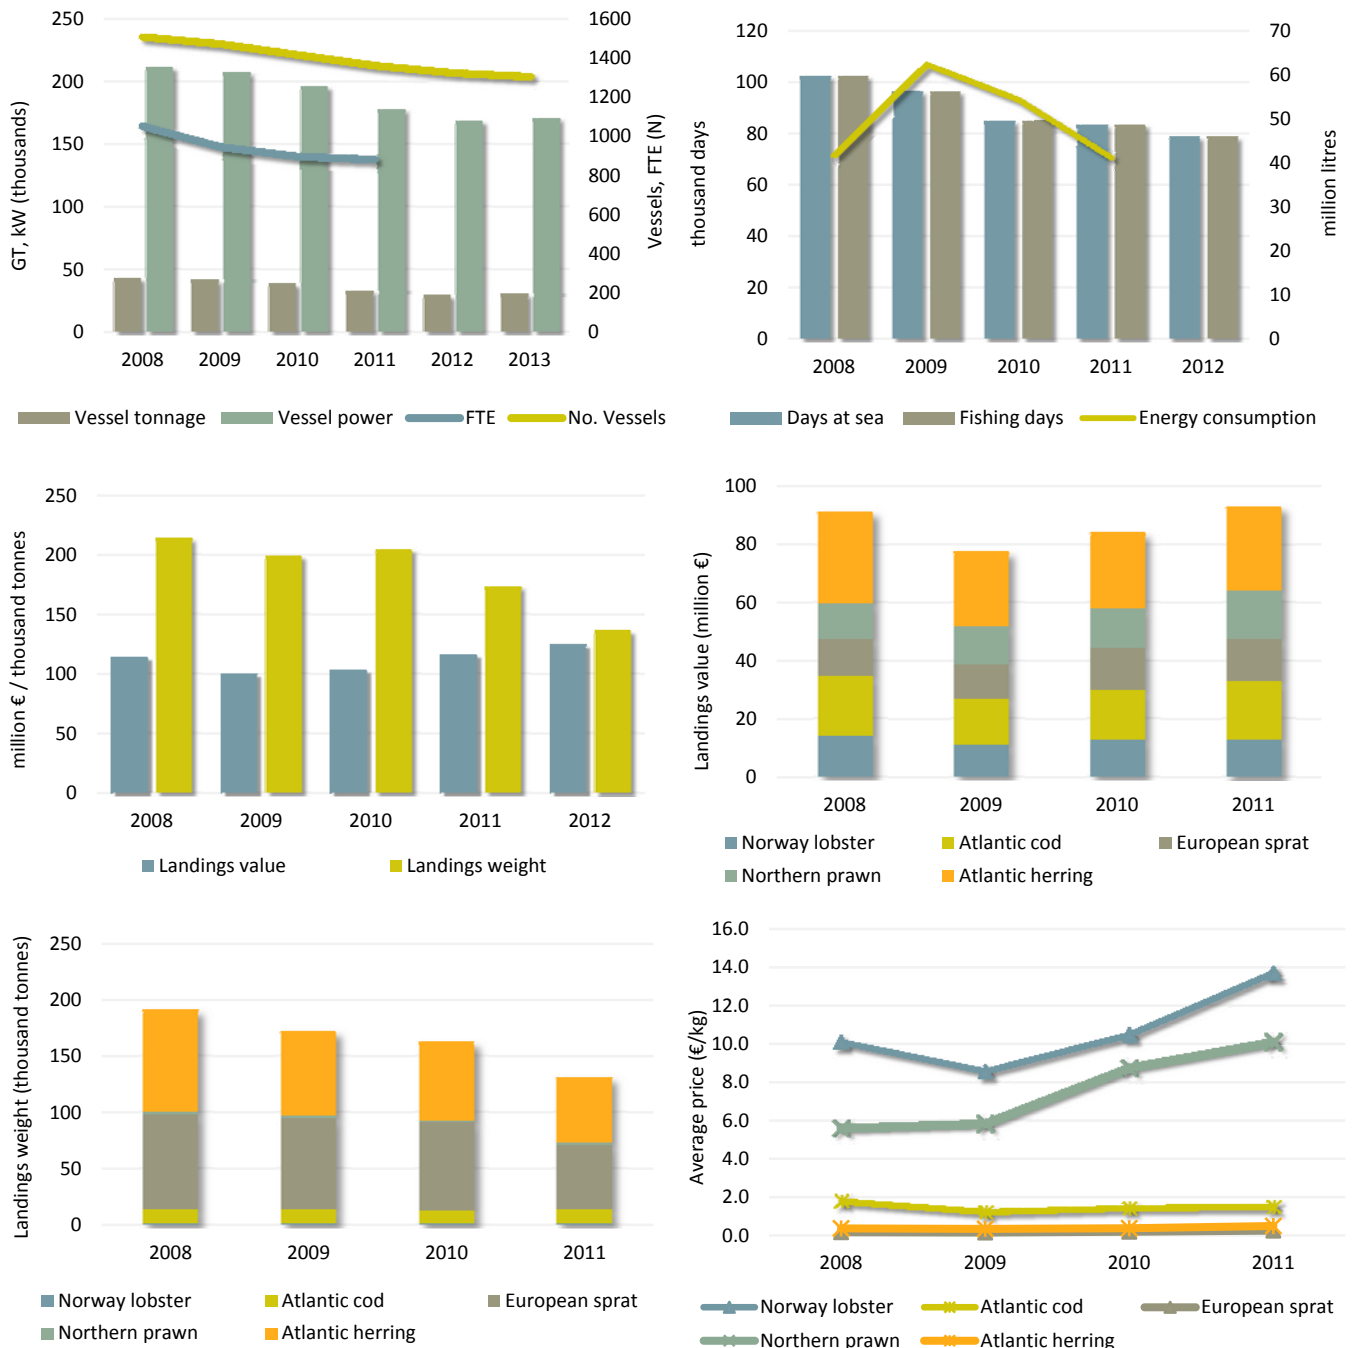 GT, kW (thousands)
250
200
150
100
50
0
1600
1400
1200
1000
800
600
400
200
0
Vessels, FTE (N)
2008 2009 2010 2011 2012 2013
Vessel tonnage Vessel power FTE No. Vessels
thousand days
120
100
80
60
40
20
0
70
60
50
40
30
20
10
0
million litres
2008 2009 2010 2011 2012
Days at sea Fishing days Energy consumption
million € / thousand tonnes
250
200
150
100
50
0
2008 2009 2010 2011 2012
Landings value Landings weight
Landings value (million €)
100
80
60
40
20
0
2008 2009 2010 2011
Norway lobster Atlantic cod European sprat
Northern prawn Atlantic herring
Landings weight (thousand tonnes)
250
200
150
100
50
0
2008 2009 2010 2011
Norway lobster Atlantic cod European sprat
Northern prawn Atlantic herring
Average price (€/kg)
16.0
14.0
12.0
10.0
8.0
6.0
4.0
2.0
0.0
2008 2009 2010 2011
Norway lobster Atlantic cod European sprat
Northern prawn Atlantic herring